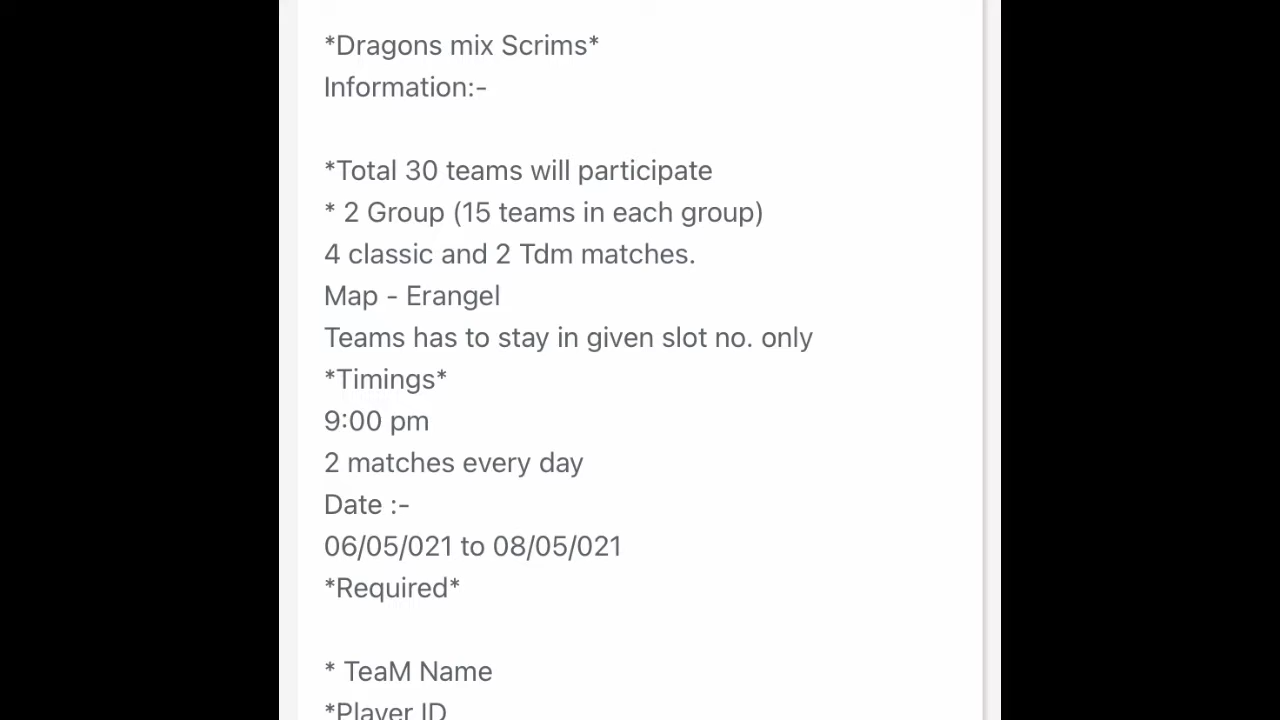 *Dragons mix Scrims*
Information:-
*Total 30 teams will participate
* 2 Group (15 teams in each group)
4 classic and 2 Tdm matches.
Map - Erangel
Teams has to stay in given slot no. only
*Timings*
9:00 pm
2 matches every day
Date :-
06/05/021 to 08/05/021
*Required*
* TeaM Name
*Player ID